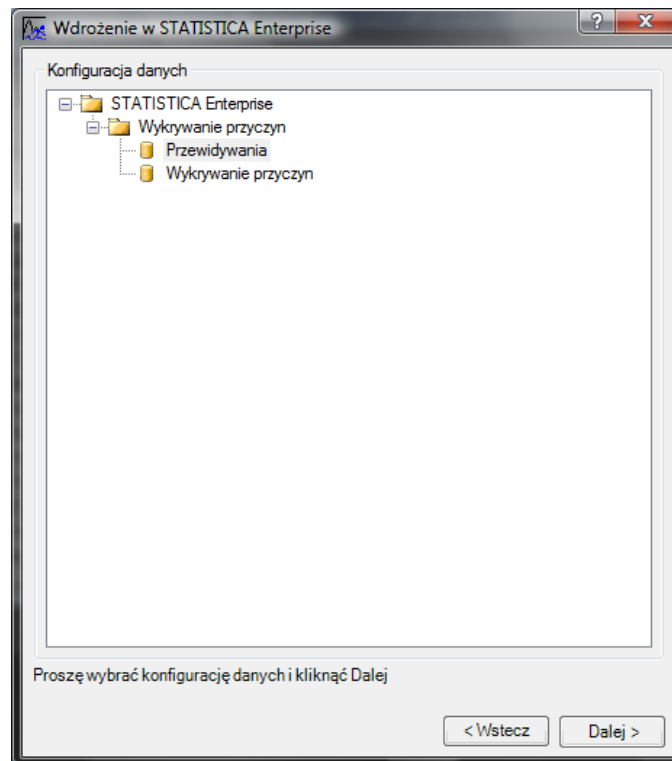 Wdrożenie w STATISTICA Enterprise
Konfiguracja danych
STATISTICA Enterprise
Wykrywanie przyczyn
Przewidywania
Wykrywanie przyczyn
Proszę wybrać konfigurację danych i kliknąć Dalej
< Wstecz
Dalej >